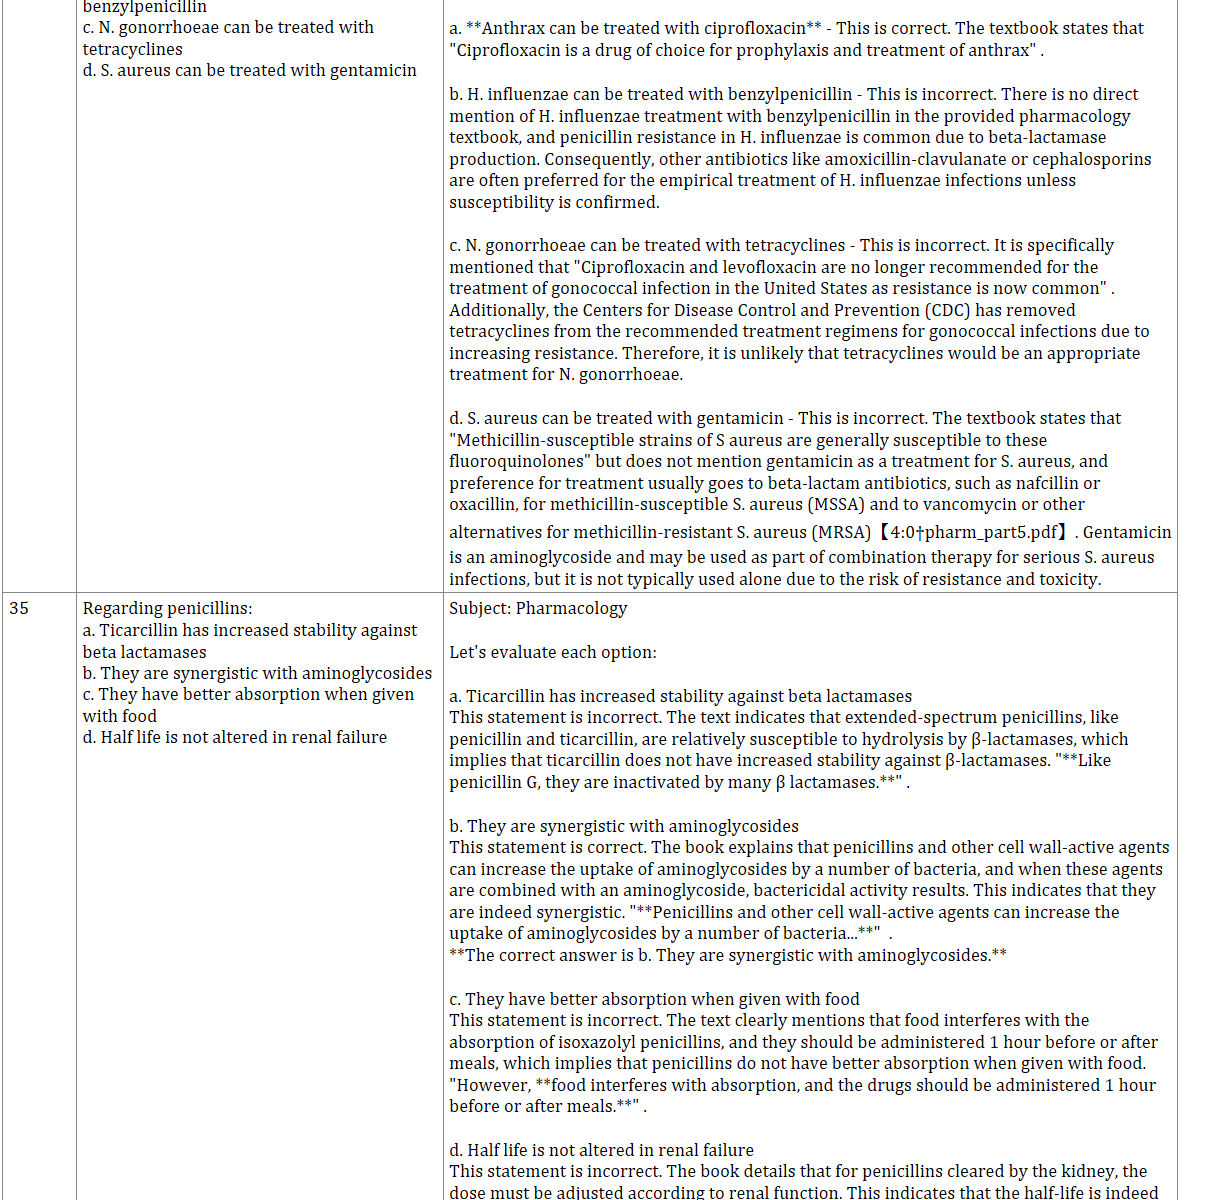 benzylpenicillin
c. N. gonorrhoeae can be treated with
tetracyclines
d. S. aureus can be treated with gentamicin
a. **Anthrax can be treated with ciprofloxacin** - This is correct. The textbook states that
"Ciprofloxacin is a drug of choice for prophylaxis and treatment of anthrax" .
b. H. influenzae can be treated with benzylpenicillin - This is incorrect. There is no direct
mention of H. influenzae treatment with benzylpenicillin in the provided pharmacology
textbook, and penicillin resistance in H. influenzae is common due to beta-lactamase
production. Consequently, other antibiotics like amoxicillin-clavulanate or cephalosporins
are often preferred for the empirical treatment of H. influenzae infections unless
susceptibility is confirmed.
c. N. gonorrhoeae can be treated with tetracyclines - This is incorrect. It is specifically
mentioned that "Ciprofloxacin and levofloxacin are no longer recommended for the
treatment of gonococcal infection in the United States as resistance is now common" .
Additionally, the Centers for Disease Control and Prevention (CDC) has removed
tetracyclines from the recommended treatment regimens for gonococcal infections due to
increasing resistance. Therefore, it is unlikely that tetracyclines would be an appropriate
treatment for N. gonorrhoeae.
d. S. aureus can be treated with gentamicin - This is incorrect. The textbook states that
"Methicillin-susceptible strains of S aureus are generally susceptible to these
fluoroquinolones" but does not mention gentamicin as a treatment for S. aureus, and
preference for treatment usually goes to beta-lactam antibiotics, such as nafcillin or
oxacillin, for methicillin-susceptible S. aureus (MSSA) and to vancomycin or other
alternatives for methicillin-resistant S. aureus (MRSA)【4:0†pharm_part5.pdf】. Gentamicin
is an aminoglycoside and may be used as part of combination therapy for serious S. aureus
infections, but it is not typically used alone due to the risk of resistance and toxicity.
35
Regarding penicillins:
a. Ticarcillin has increased stability against
beta lactamases
b. They are synergistic with aminoglycosides
c. They have better absorption when given
with food
d. Half life is not altered in renal failure
Subject: Pharmacology
Let's evaluate each option:
a. Ticarcillin has increased stability against beta lactamases
This statement is incorrect. The text indicates that extended-spectrum penicillins, like
penicillin and ticarcillin, are relatively susceptible to hydrolysis by β-lactamases, which
implies that ticarcillin does not have increased stability against β-lactamases. "**Like
penicillin G, they are inactivated by many β lactamases.**" .
b. They are synergistic with aminoglycosides
This statement is correct. The book explains that penicillins and other cell wall-active agents
can increase the uptake of aminoglycosides by a number of bacteria, and when these agents
are combined with an aminoglycoside, bactericidal activity results. This indicates that they
are indeed synergistic. "**Penicillins and other cell wall-active agents can increase the
uptake of aminoglycosides by a number of bacteria...**" .
**The correct answer is b. They are synergistic with aminoglycosides.**
c. They have better absorption when given with food
This statement is incorrect. The text clearly mentions that food interferes with the
absorption of isoxazolyl penicillins, and they should be administered 1 hour before or after
meals, which implies that penicillins do not have better absorption when given with food.
"However, **food interferes with absorption, and the drugs should be administered 1 hour
before or after meals.**" .
d. Half life is not altered in renal failure
This statement is incorrect. The book details that for penicillins cleared by the kidney, the
dose must be adjusted according to renal function. This indicates that the half-life is indeed